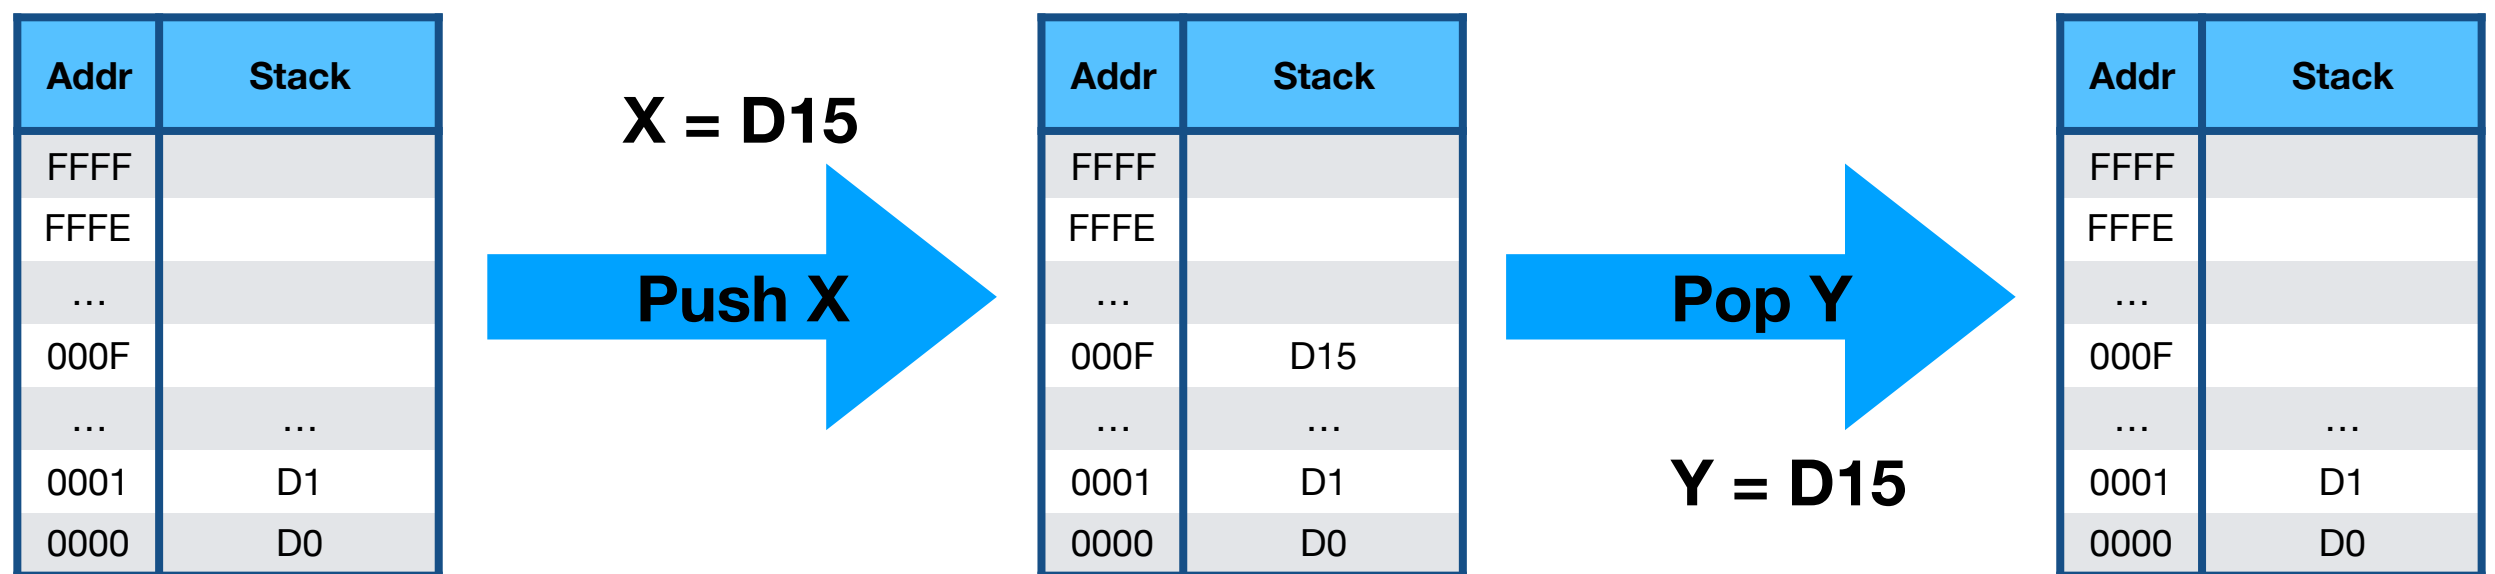 Addr Stack
FFFF
FFFE
...
000F
... ...
0001 D1
0000 D0
X = D15
Push X
Addr Stack
FFFF
FFFE
...
000F D15
... ...
0001 D1
0000 D0
Pop Y
Y = D15
Addr Stack
FFFF
FFFE
...
000F
... ...
0001 D1
0000 D0